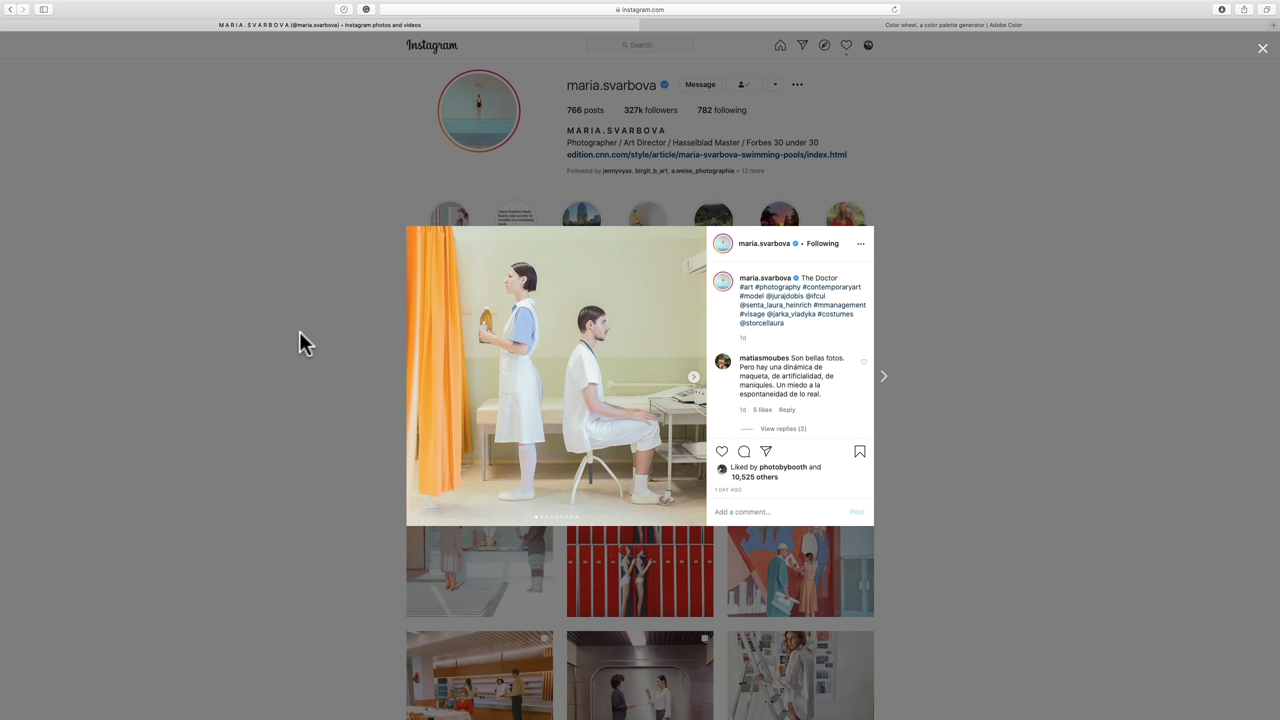 instagram.com
M A R I A . S V A R B O V A (@maria.svarbova) • Instagram photos and videos
Color wheel, a color palette generator | Adobe Color
Instagram
Search
maria.svarbova
Message
766 posts 327k followers 782 following
M A R I A . S V A R B O V A
Photographer / Art Director / Hasselblad Master / Forbes 30 under 30
edition.cnn.com/style/article/maria-svarbova-swimming-pools/index.html
Followed by jennyvyas, birgit_b_art, a.weise_photographie + 12 more
maria.svarbova • Following
maria.svarbova The Doctor
#art #photography #contemporaryart
#model @jurajdobis @ifcul
@senta_laura_heinrich #mmanagement
#visage @jarka_vladyka #costumes
@storcellaura
1d
matiasmoubes Son bellas fotos.
Pero hay una dinámica de
maqueta, de artificialidad, de
maniquíes. Un miedo a la
espontaneidad de lo real.
1d 5 likes Reply
View replies (2)
Liked by photobybooth and
10,525 others
1 DAY AGO
Add a comment... Post